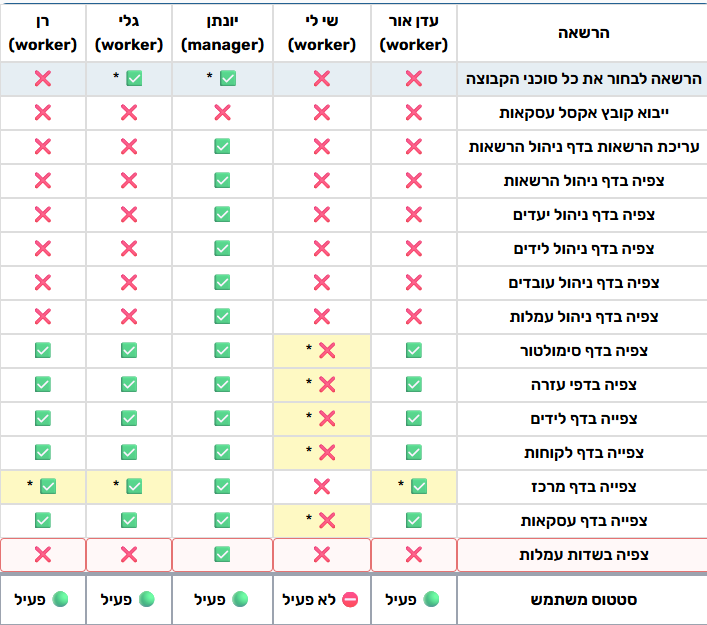 הרשאה עדן אור (worker) שי לי (worker) יונתן (manager) גלי (worker) רן (worker)
הרשאה לבחור את כל סוכני הקבוצה ❌ ❌ ✅ * ✅ * ❌
ייבוא קובץ אקסל עסקאות ❌ ❌ ❌ ❌ ❌
עריכת הרשאות בדף ניהול הרשאות ❌ ❌ ✅ ❌ ❌
צפיה בדף ניהול הרשאות ❌ ❌ ✅ ❌ ❌
צפיה בדף ניהול יעדים ❌ ❌ ✅ ❌ ❌
צפיה בדף ניהול לידים ❌ ❌ ✅ ❌ ❌
צפיה בדף ניהול עובדים ❌ ❌ ✅ ❌ ❌
צפיה בדף ניהול עמלות ❌ ❌ ✅ ❌ ❌
צפיה בדף סימולטור ✅ ❌ * ✅ ✅ ✅
צפיה בדפי עזרה ✅ ❌ * ✅ ✅ ✅
צפייה בדף לידים ✅ ❌ * ✅ ✅ ✅
צפייה בדף לקוחות ✅ ❌ * ✅ ✅ ✅
צפייה בדף מרכז ✅ * ❌ ✅ ✅ * ✅ *
צפייה בדף עסקאות ✅ ❌ * ✅ ✅ ✅
צפיה בשדות עמלות ❌ ❌ ✅ ❌ ❌
סטטוס משתמש 🟢 פעיל ⛔ לא פעיל 🟢 פעיל 🟢 פעיל 🟢 פעיל